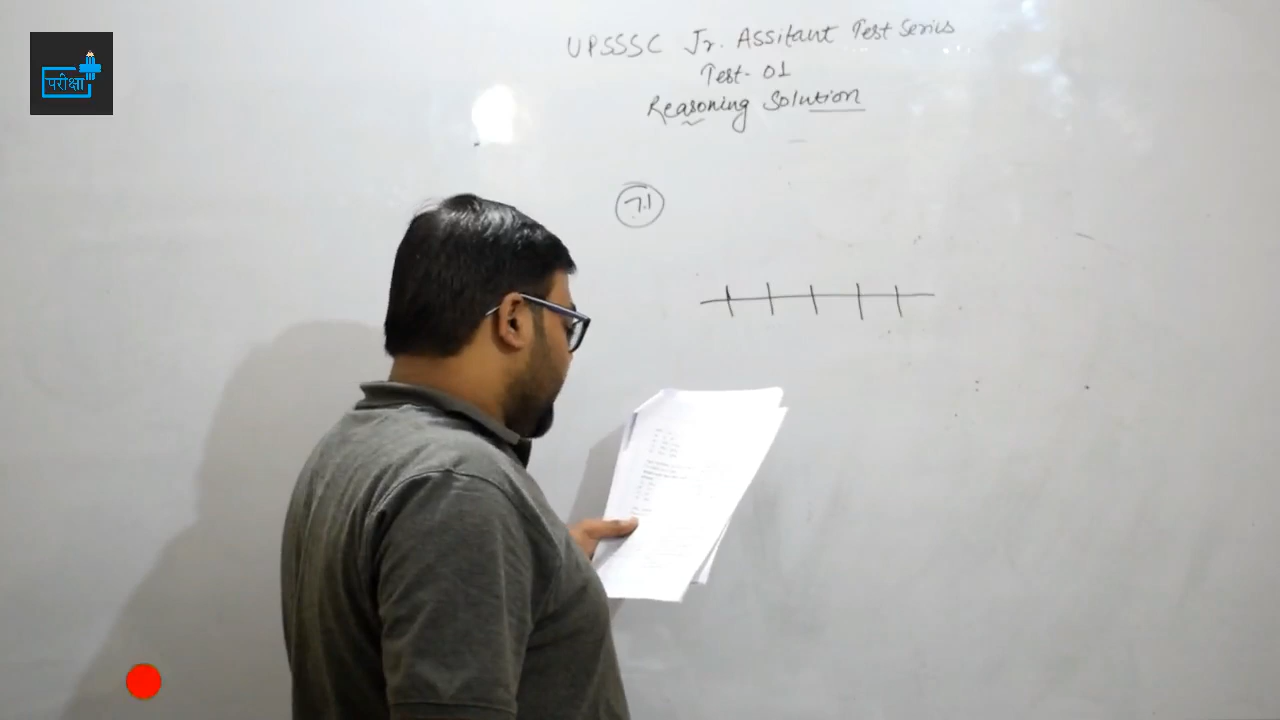 परीक्षा
UPSSSC Jr. Assitant Test Series
Test-01
Reasoning Solution
71